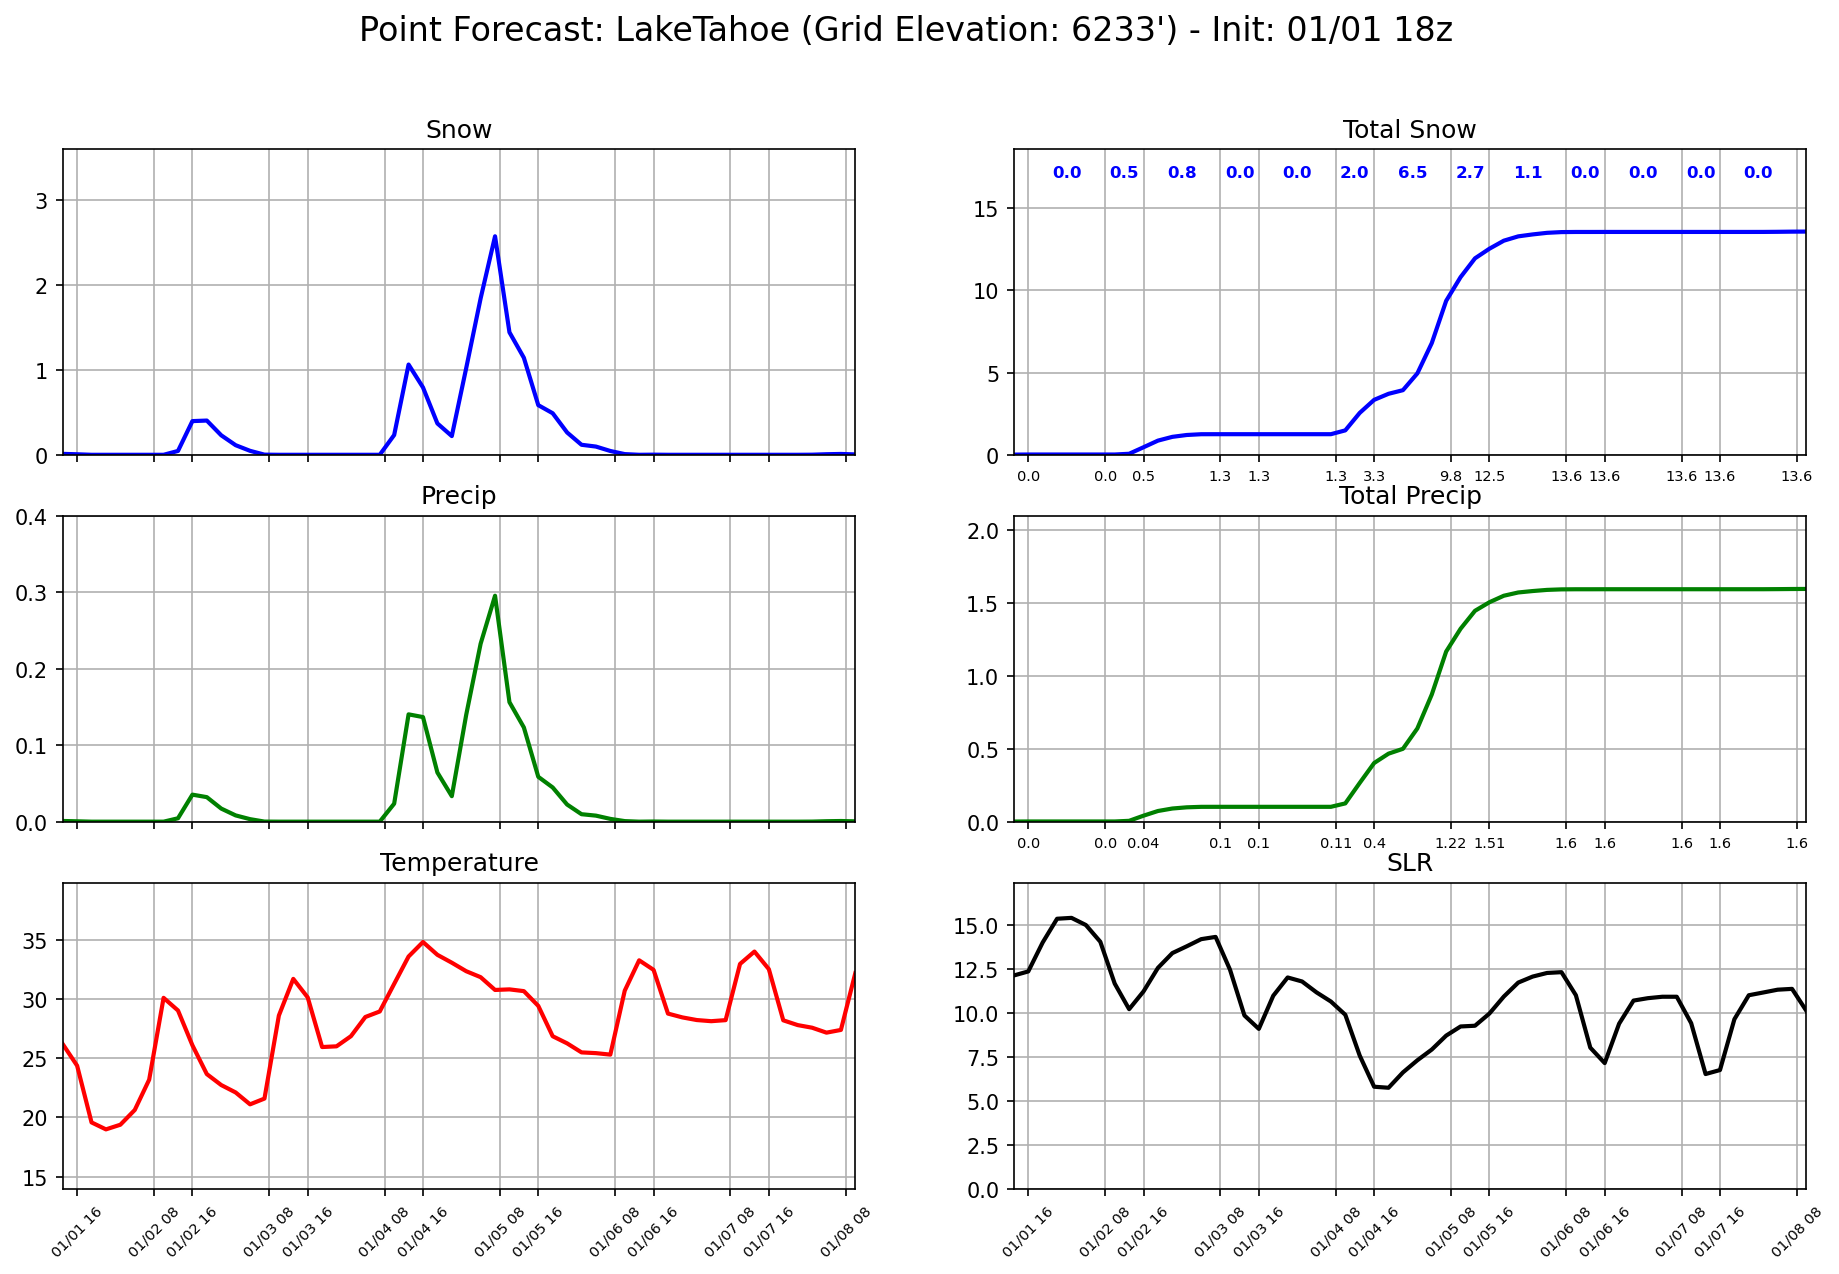 Point Forecast: LakeTahoe (Grid Elevation: 6233') - Init: 01/01 18z
Snow
3
2
1
0
Total Snow
0.0 0.5 0.8 0.0 0.0 2.0 6.5 2.7 1.1 0.0 0.0 0.0 0.0
15
10
5
0
0.0 0.0 0.5 1.3 1.3 1.3 3.3 9.8 12.5 13.6 13.6 13.6 13.6 13.6
Precip
0.4
0.3
0.2
0.1
0.0
Total Precip
2.0
1.5
1.0
0.5
0.0
0.0 0.0 0.04 0.1 0.1 0.11 0.4 1.22 1.51 1.6 1.6 1.6 1.6 1.6
Temperature
35
30
25
20
15
01/01 16 01/02 08 01/02 16 01/03 08 01/03 16 01/04 08 01/04 16 01/05 08 01/05 16 01/06 08 01/06 16 01/07 08 01/07 16 01/08 08
SLR
15.0
12.5
10.0
7.5
5.0
2.5
0.0
01/01 16 01/02 08 01/02 16 01/03 08 01/03 16 01/04 08 01/04 16 01/05 08 01/05 16 01/06 08 01/06 16 01/07 08 01/07 16 01/08 08